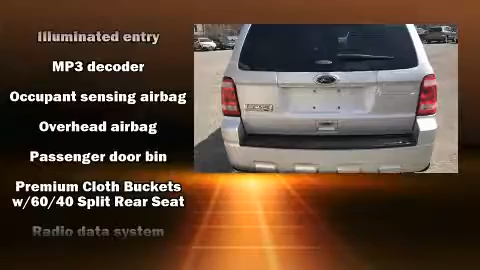 Illuminated entry
MP3 decoder
Occupant sensing airbag
Overhead airbag
Passenger door bin
Premium Cloth Buckets
w/60/40 Split Rear Seat
Radio data system